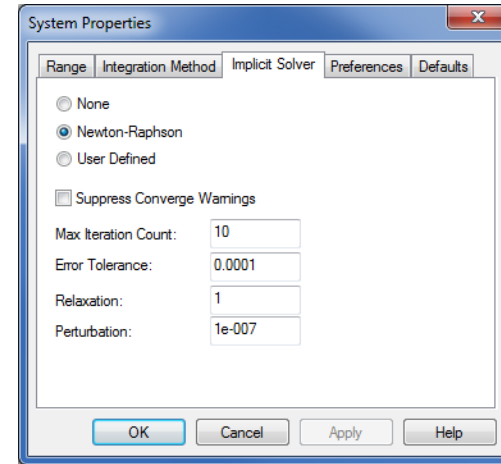 System Properties
Range Integration Method Implicit Solver Preferences Defaults
None
Newton-Raphson
User Defined
Suppress Converge Warnings
Max Iteration Count: 10
Error Tolerance: 0.0001
Relaxation: 1
Perturbation: 1e-007
OK Cancel Apply Help